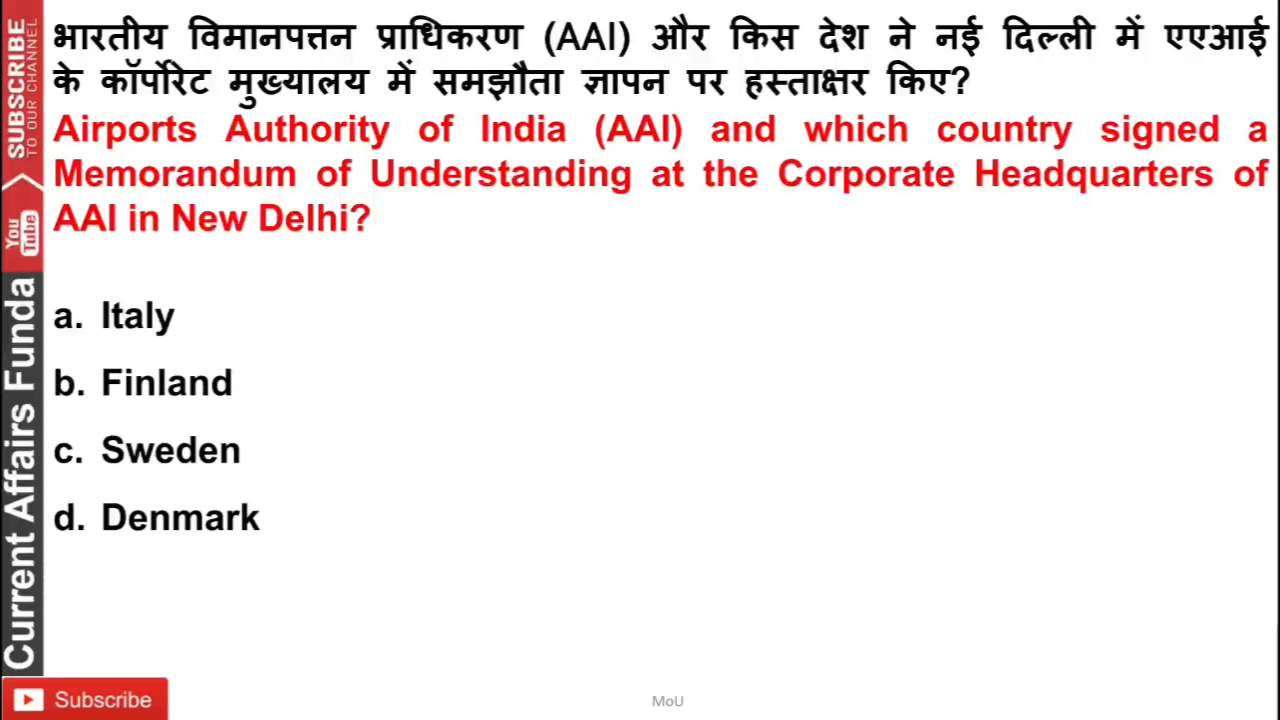 भारतीय विमानपत्तन प्राधिकरण (AAI) और किस देश ने नई दिल्ली में एएआई
के कॉर्पोरेट मुख्यालय में समझौता ज्ञापन पर हस्ताक्षर किए?
Airports Authority of India (AAI) and which country signed a
Memorandum of Understanding at the Corporate Headquarters of
AAI in New Delhi?
a. Italy
b. Finland
c. Sweden
d. Denmark
SUBSCRIBE
TO OUR CHANNEL
You Tube
Current Affairs Funda
Subscribe
MoU